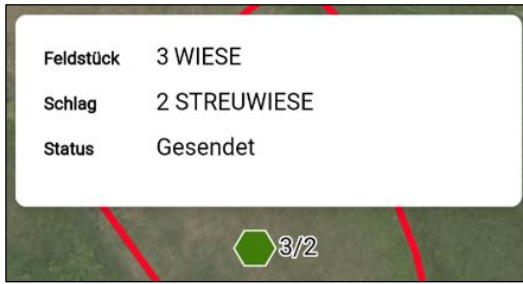 Feldstück 3 WIESE
Schlag 2 STREUWIESE
Status Gesendet
3/2